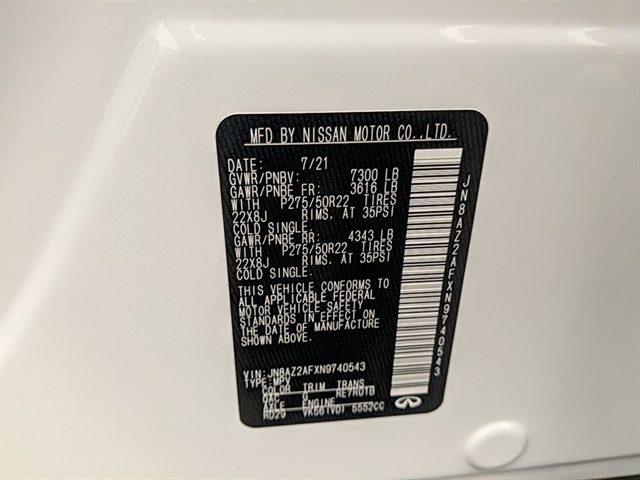 MFD BY NISSAN MOTOR CO.,LTD.
DATE: 7/21
GVWR/PNBV: 7300 LB
GAWR/PNBE FR: 3616 LB
WITH P275/50R22 TIRES
22X8J RIMS. AT 35PSI
COLD SINGLE.
GAWR/PNBE RR: 4343 LB
WITH P275/50R22 TIRES
22X8J RIMS. AT 35PSI
COLD SINGLE.
THIS VEHICLE CONFORMS TO
ALL APPLICABLE FEDERAL
MOTOR VEHICLE SAFETY
STANDARDS IN EFFECT ON
THE DATE OF MANUFACTURE
SHOWN ABOVE.
VIN: JN8AZ2AFXN9740543
TYPE: MPV
COLOR TRIM TRANS
QAC G RE7R01B
AXLE ENGINE
RD29 VK56(VD) 5552CC
JN8AZ2AFXN9740543